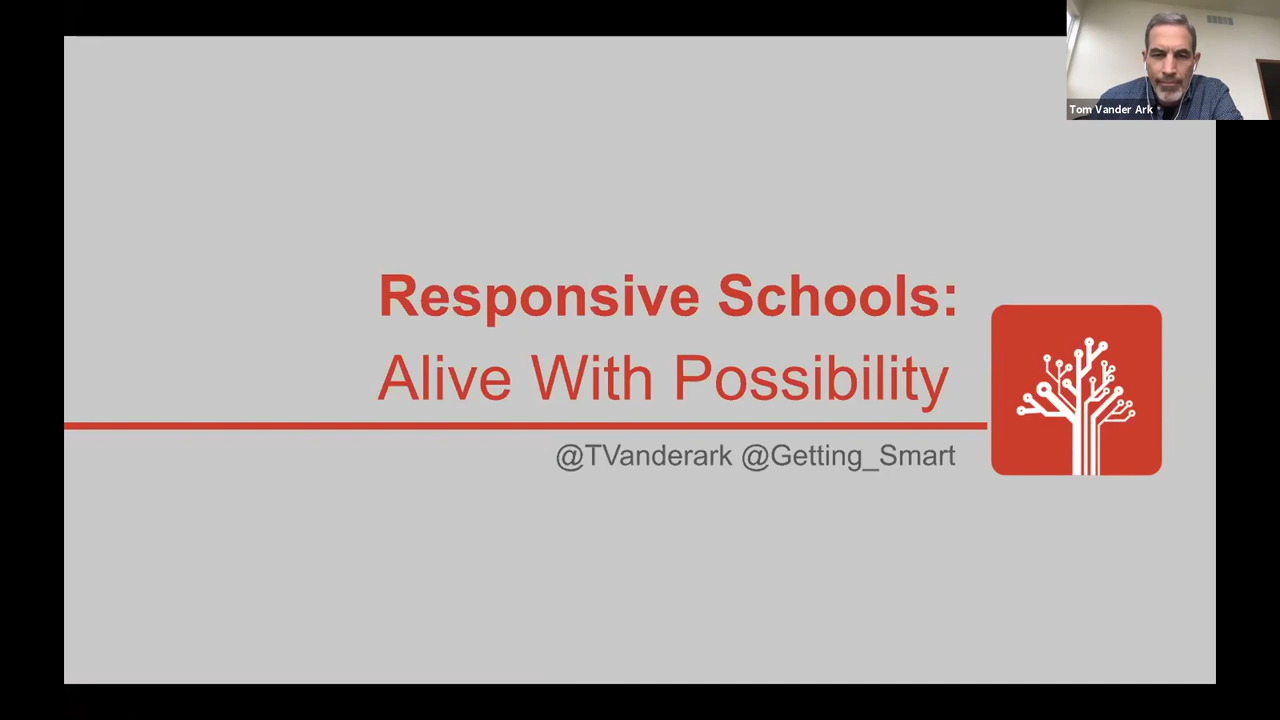 Tom Vander Ark
Responsive Schools:
Alive With Possibility
@TVanderark @Getting_Smart